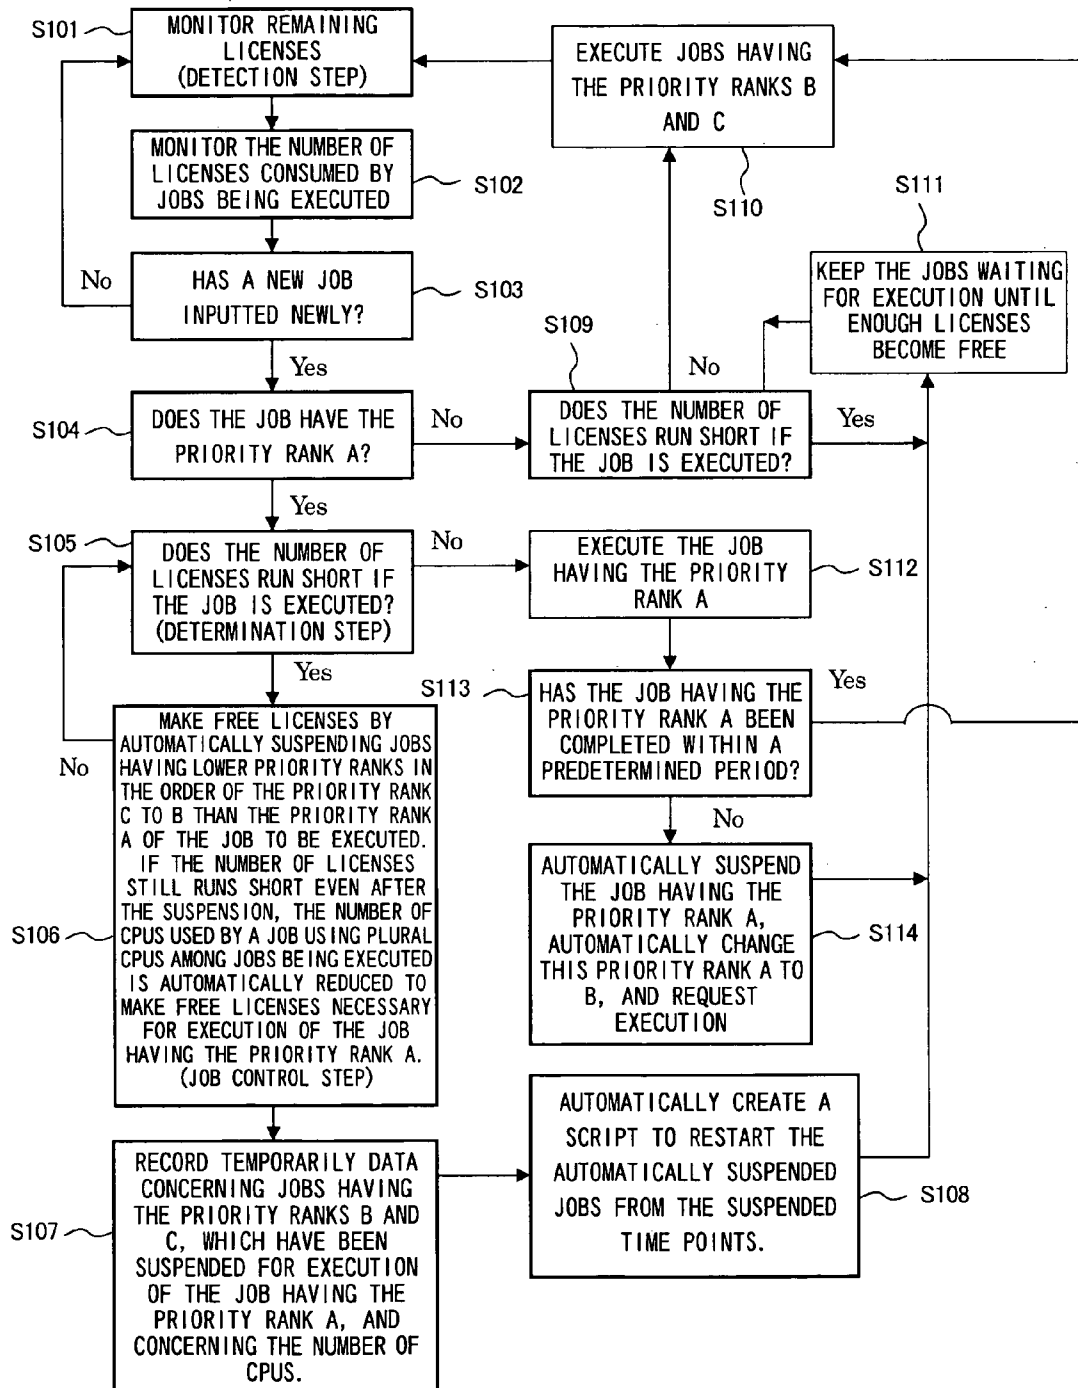 S101
MONITOR REMAINING
LICENSES
(DETECTION STEP)
MONITOR THE NUMBER OF
LICENSES CONSUMED BY
JOBS BEING EXECUTED
S102
No
HAS A NEW JOB
INPUTTED NEWLY?
S103
Yes
S104
DOES THE JOB HAVE THE
PRIORITY RANK A?
No
Yes
S105
DOES THE NUMBER OF
LICENSES RUN SHORT IF
THE JOB IS EXECUTED?
(DETERMINATION STEP)
No
Yes
No
S106
MAKE FREE LICENSES BY
AUTOMATICALLY SUSPENDING JOBS
HAVING LOWER PRIORITY RANKS IN
THE ORDER OF THE PRIORITY RANK
C TO B THAN THE PRIORITY RANK
A OF THE JOB TO BE EXECUTED.
IF THE NUMBER OF LICENSES
STILL RUNS SHORT EVEN AFTER
THE SUSPENSION, THE NUMBER OF
CPUS USED BY A JOB USING PLURAL
CPUS AMONG JOBS BEING EXECUTED
IS AUTOMATICALLY REDUCED TO
MAKE FREE LICENSES NECESSARY
FOR EXECUTION OF THE JOB
HAVING THE PRIORITY RANK A.
(JOB CONTROL STEP)
S107
RECORD TEMPORARILY DATA
CONCERNING JOBS HAVING
THE PRIORITY RANKS B AND
C, WHICH HAVE BEEN
SUSPENDED FOR EXECUTION
OF THE JOB HAVING THE
PRIORITY RANK A, AND
CONCERNING THE NUMBER OF
CPUS.
EXECUTE JOBS HAVING
THE PRIORITY RANKS B
AND C
S110
S111
KEEP THE JOBS WAITING
FOR EXECUTION UNTIL
ENOUGH LICENSES
BECOME FREE
S109
No
DOES THE NUMBER OF
LICENSES RUN SHORT IF
THE JOB IS EXECUTED?
Yes
EXECUTE THE JOB
HAVING THE PRIORITY
RANK A
S112
S113
HAS THE JOB HAVING THE
PRIORITY RANK A BEEN
COMPLETED WITHIN A
PREDETERMINED PERIOD?
Yes
No
AUTOMATICALLY SUSPEND
THE JOB HAVING THE
PRIORITY RANK A,
AUTOMATICALLY CHANGE
THIS PRIORITY RANK A TO
B, AND REQUEST
EXECUTION
S114
AUTOMATICALLY CREATE A
SCRIPT TO RESTART THE
AUTOMATICALLY SUSPENDED
JOBS FROM THE SUSPENDED
TIME POINTS.
S108